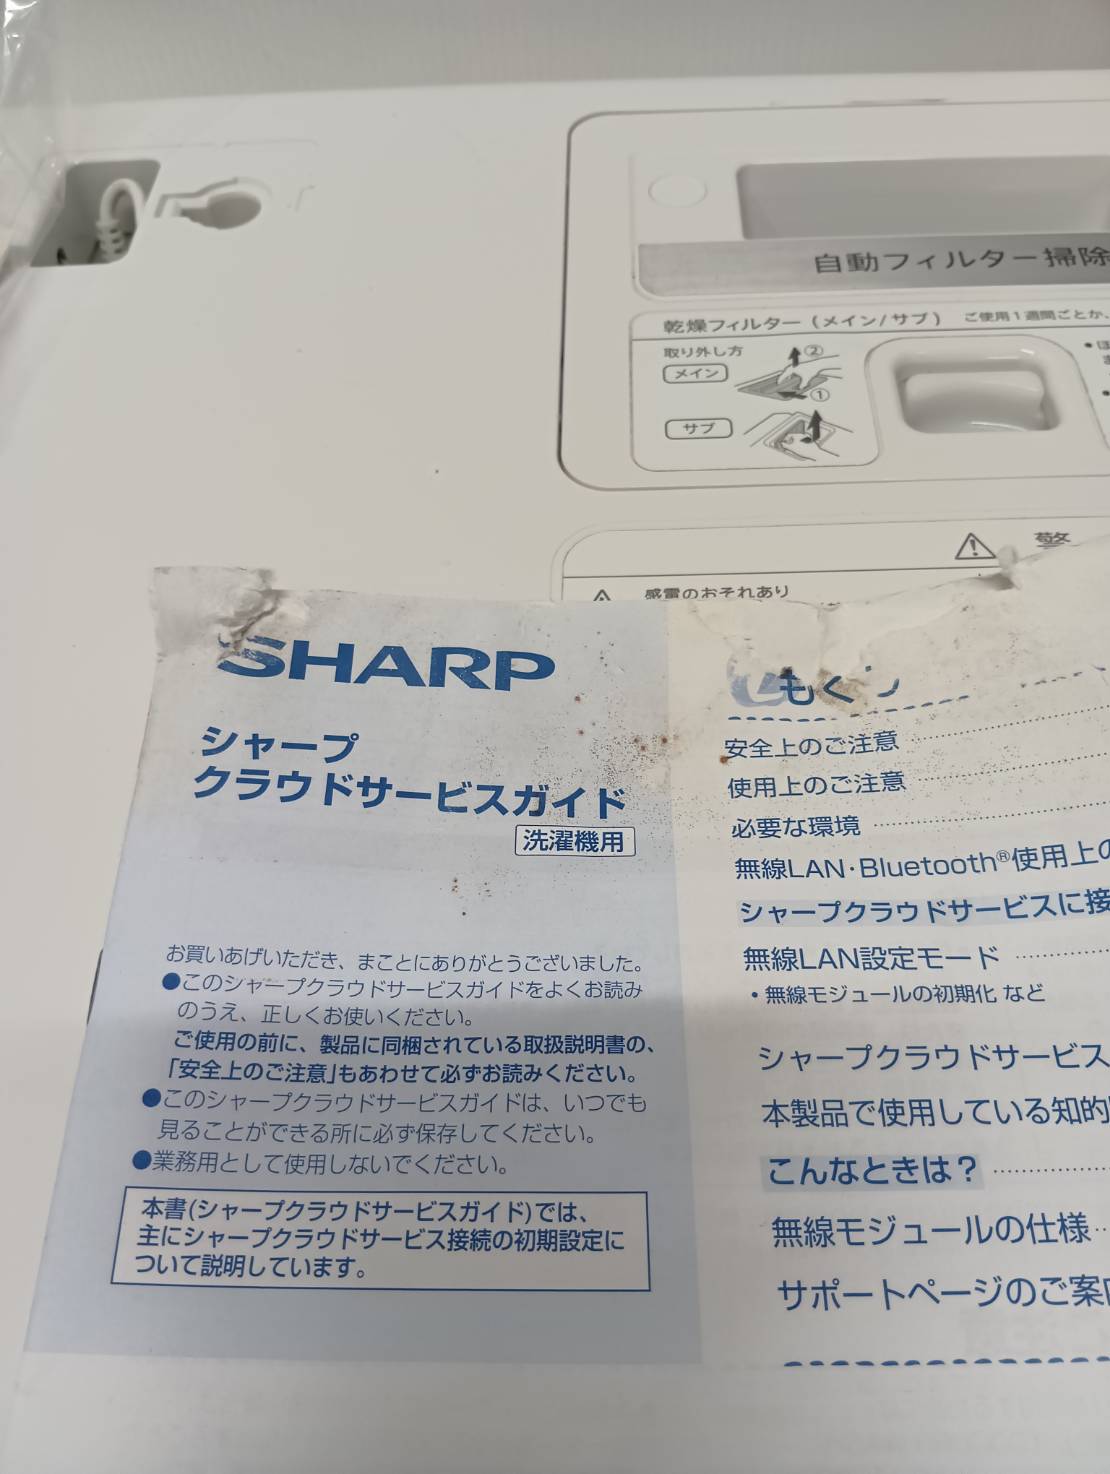 自動フィルター掃除
乾燥フィルター(メイン/サブ) ご使用1週間ごとか、
取り外し方
メイン
②
①
サブ
警
感電のおそれあり
SHARP
シャープ
クラウドサービスガイド
洗濯機用
お買いあげいただき、まことにありがとうございました。
●このシャープクラウドサービスガイドをよくお読み
のうえ、正しくお使いください。
ご使用の前に、製品に同梱されている取扱説明書の、
「安全上のご注意」もあわせて必ずお読みください。
●このシャープクラウドサービスガイドは、いつでも
見ることができる所に必ず保存してください。
●業務用として使用しないでください。
本書(シャープクラウドサービスガイド)では、
主にシャープクラウドサービス接続の初期設定に
ついて説明しています。
もく
安全上のご注意
使用上のご注意
必要な環境
無線LAN・Bluetooth®使用上の
シャープクラウドサービスに接
無線LAN設定モード
・無線モジュールの初期化 など
シャープクラウドサービス
本製品で使用している知的
こんなときは?
無線モジュールの仕様
サポートページのご案内